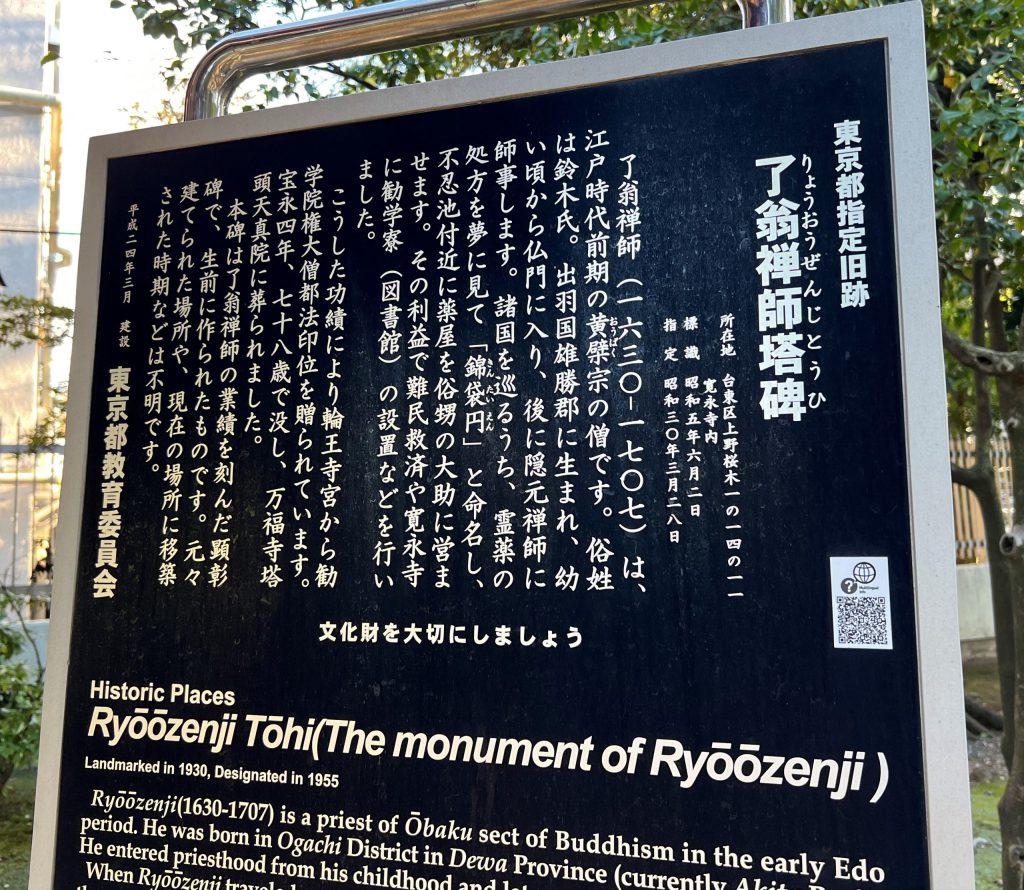 東京都指定旧跡
りょうおうぜんじとうひ
了翁禅師塔碑
所在地　台東区上野桜木一の一四の一一
寛永寺内
標識　昭和五年六月二日
指定　昭和三〇年三月二八日
了翁禅師（一六三〇－一七〇七）は、
江戸時代前期の黄檗宗の僧です。俗姓
おうばく
は鈴木氏。出羽国雄勝郡に生まれ、幼
い頃から仏門に入り、後に隠元禅師に
師事します。諸国を巡るうち、霊薬の
処方を夢に見て「錦袋円」と命名し、
きんたいえん
不忍池付近に薬屋を俗甥の大助に営ま
せます。その利益で難民救済や寛永寺
に勧学寮（図書館）の設置などを行い
ました。
こうした功績により輪王寺宮から勧
学院権大僧都法印位を贈られています。
宝永四年、七十八歳で没し、万福寺塔
頭天真院に葬られました。
本碑は了翁禅師の業績を刻んだ顕彰
碑で、生前に作られたものです。元々
建てられた場所や、現在の場所に移築
された時期などは不明です。
平成二四年三月　建設
東京都教育委員会
Multilingual
Info
文化財を大切にしましょう
Historic Places
Ryōōzenji Tōhi(The monument of Ryōōzenji )
Landmarked in 1930, Designated in 1955
Ryōōzenji(1630-1707) is a priest of Ōbaku sect of Buddhism in the early Edo
period. He was born in Ogachi District in Dewa Province (currently Akita
He entered priesthood from his childhood and
When Ryōōzenji